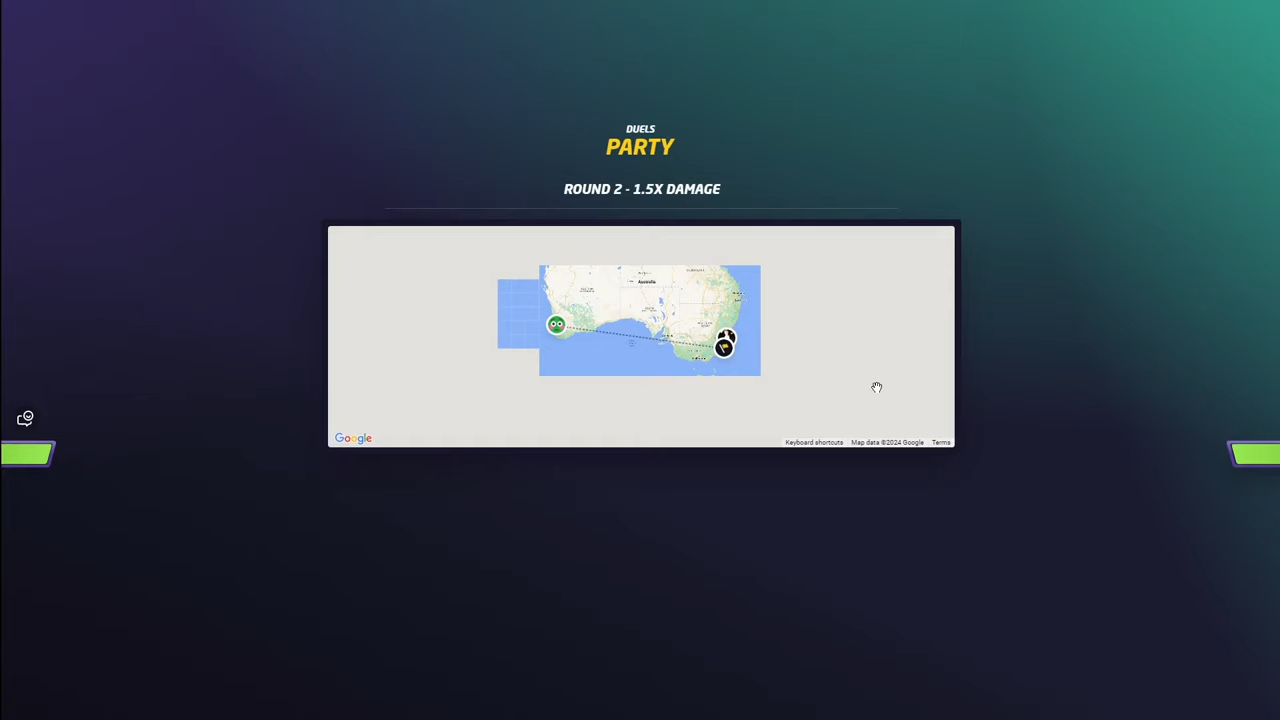 DUELS
PARTY
ROUND 2 - 1.5X DAMAGE
Australia
Google
Keyboard shortcuts
Map data ©2024 Google
Terms